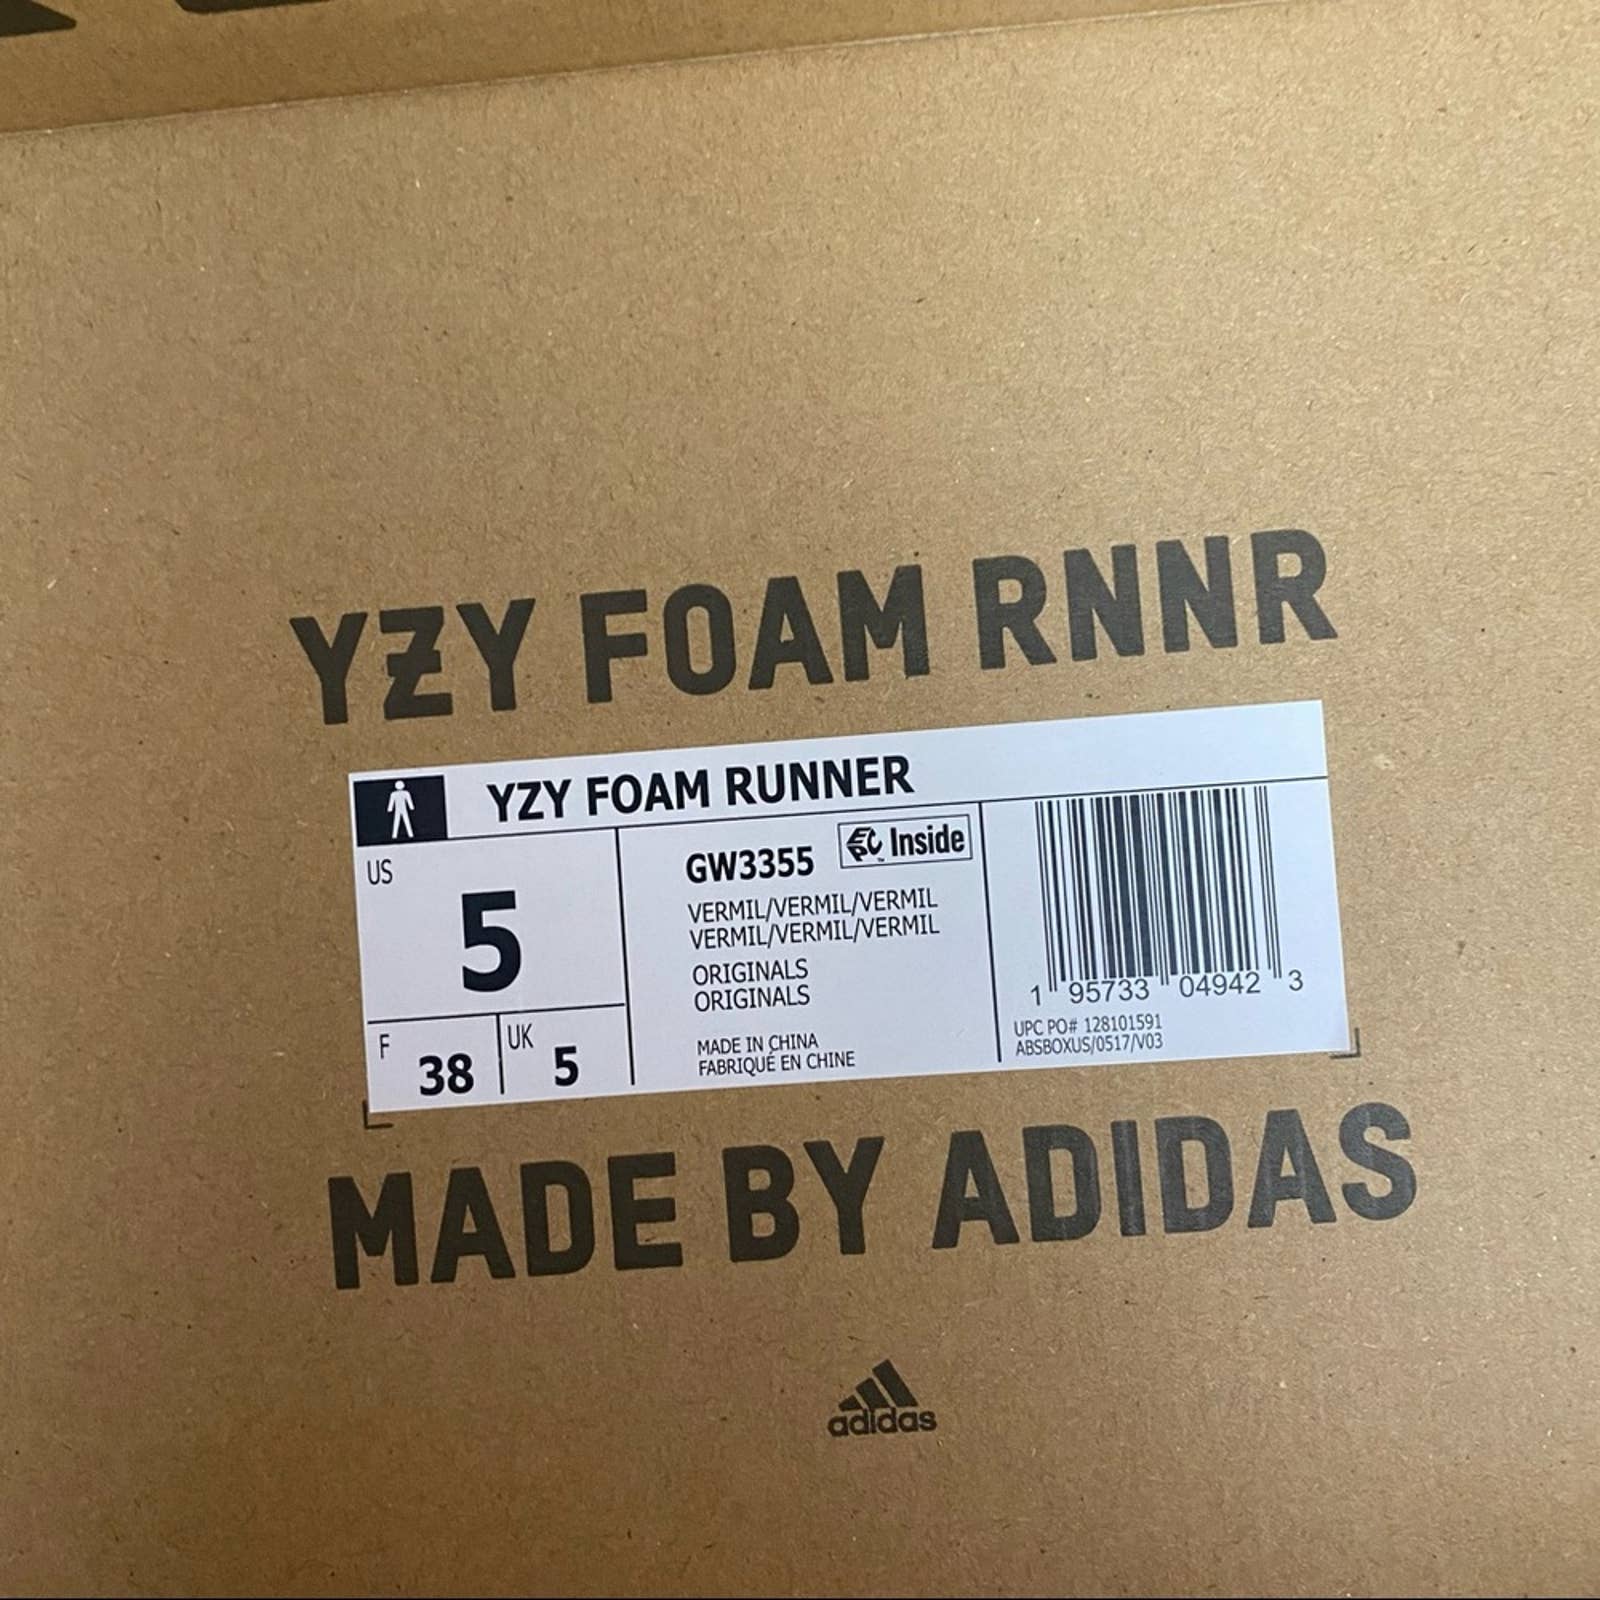 YZY FOAM RNNR
YZY FOAM RUNNER
US
5
F
38
UK
5
GW3355
EPC™ Inside
VERMIL/VERMIL/VERMIL
VERMIL/VERMIL/VERMIL
ORIGINALS
ORIGINALS
MADE IN CHINA
FABRIQUÉ EN CHINE
1 95733 04942 3
UPC PO# 128101591
ABSBOXUS/0517/V03
MADE BY ADIDAS
adidas